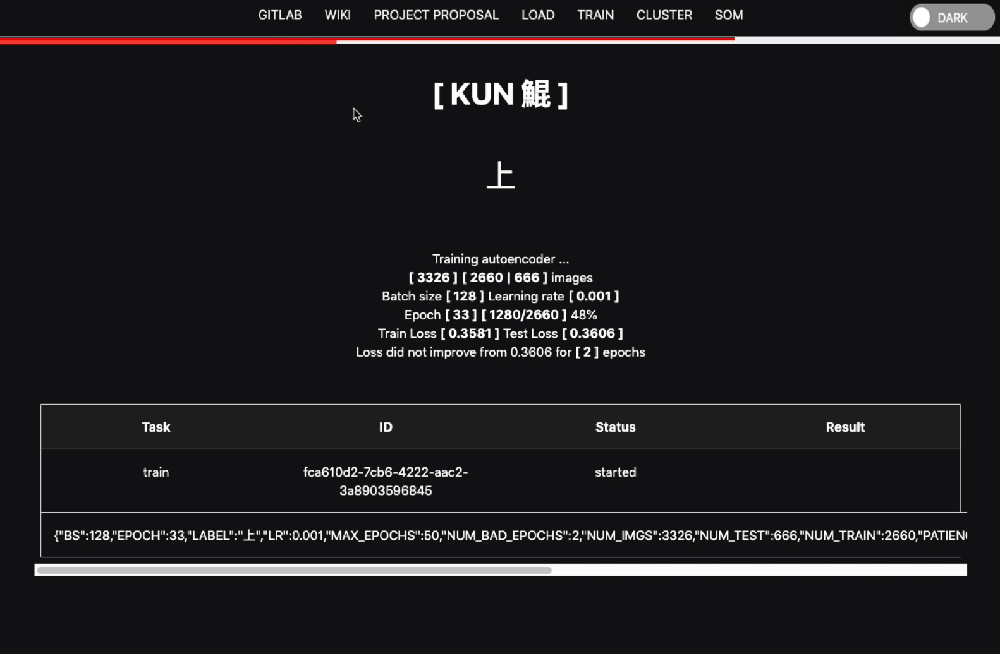 GITLAB WIKI PROJECT PROPOSAL LOAD TRAIN CLUSTER SOM DARK
[ KUN 鯤 ]
上
Training autoencoder ...
[ 3326 ] [ 2660 | 666 ] images
Batch size [ 128 ] Learning rate [ 0.001 ]
Epoch [ 33 ] [ 1280/2660 ] 48%
Train Loss [ 0.3581 ] Test Loss [ 0.3606 ]
Loss did not improve from 0.3606 for [ 2 ] epochs
Task ID Status Result
train fca610d2-7cb6-4222-aac2- started
3a8903596845
{"BS":128,"EPOCH":33,"LABEL":"上","LR":0.001,"MAX_EPOCHS":50,"NUM_BAD_EPOCHS":2,"NUM_IMGS":3326,"NUM_TEST":666,"NUM_TRAIN":2660,"PATIEN